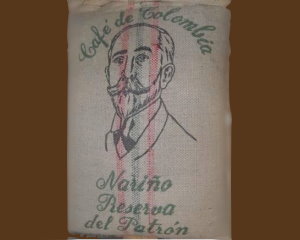 Café de Colombia
Nariño
Reserva
del Patrón